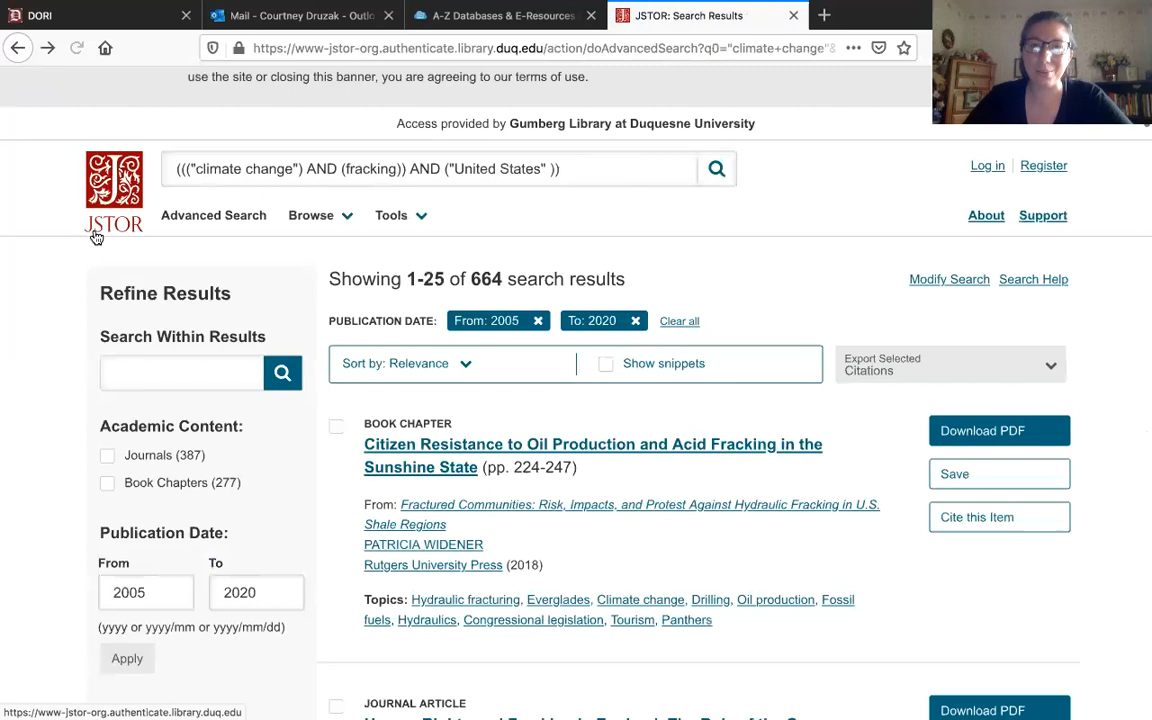 DORI
Mail - Courtney Druzak - Outlo
A-Z Databases & E-Resources
JSTOR: Search Results
https://www-jstor-org.authenticate.library.duq.edu/action/doAdvancedSearch?q0="climate+change"&
use the site or closing this banner, you are agreeing to our terms of use.
Access provided by Gumberg Library at Duquesne University
((("climate change") AND (fracking)) AND ("United States" ))
Log in | Register
JSTOR
Advanced Search Browse Tools
About Support
Showing 1-25 of 664 search results
Modify Search Search Help
Refine Results
PUBLICATION DATE: From: 2005 To: 2020 Clear all
Search Within Results
Sort by: Relevance
Show snippets
Export Selected
Citations
Academic Content:
Journals (387)
Book Chapters (277)
BOOK CHAPTER
Citizen Resistance to Oil Production and Acid Fracking in the
Sunshine State (pp. 224-247)
Download PDF
Save
Cite this Item
From: Fractured Communities: Risk, Impacts, and Protest Against Hydraulic Fracking in U.S.
Shale Regions
PATRICIA WIDENER
Rutgers University Press (2018)
Publication Date:
From To
2005 2020
(yyyy or yyyy/mm or yyyy/mm/dd)
Apply
Topics: Hydraulic fracturing, Everglades, Climate change, Drilling, Oil production, Fossil
fuels, Hydraulics, Congressional legislation, Tourism, Panthers
JOURNAL ARTICLE
Download PDF
https://www-jstor-org.authenticate.library.duq.edu